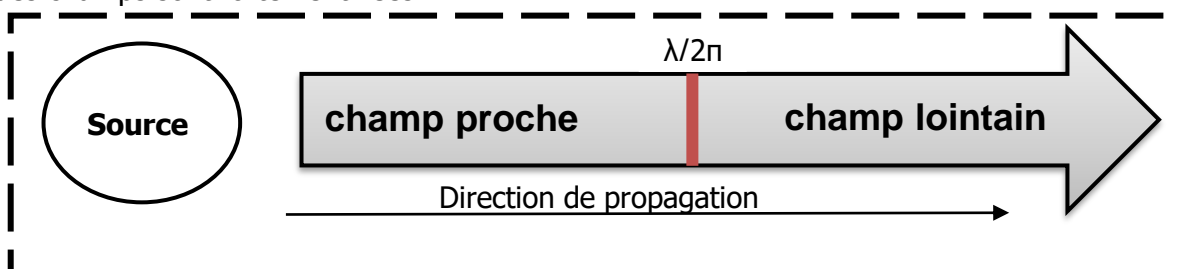 λ/2π
Source
champ proche
champ lointain
Direction de propagation